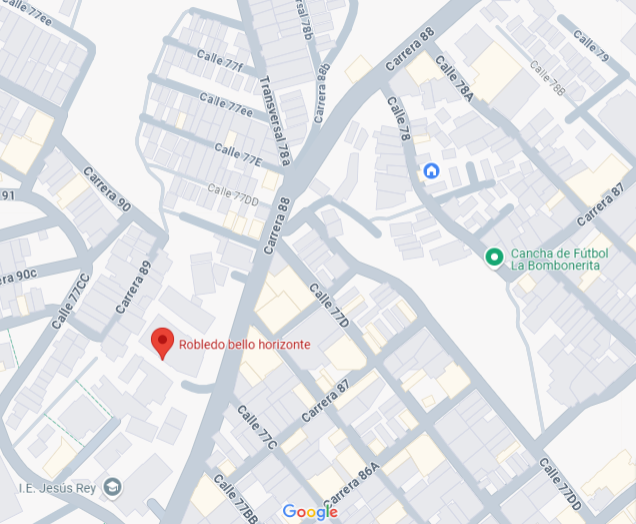 Calle 77ee
Calle 77f
Transversal 78b
Carrera 88
Calle 79
Calle 78A
Calle 78B
Carrera 88b
Transversal 78a
Calle 77ee
Calle 78
Calle 77E
Calle 77DD
Carrera 90
91
Carrera 87
Carrera 88
Cancha de Fútbol
La Bombonerita
Carrera 89
90c
Calle 77CC
Calle 77D
Robledo bello horizonte
Carrera 87
Calle 77C
Carrera 86A
Calle 77DD
I.E. Jesús Rey
Calle 77BB
Google